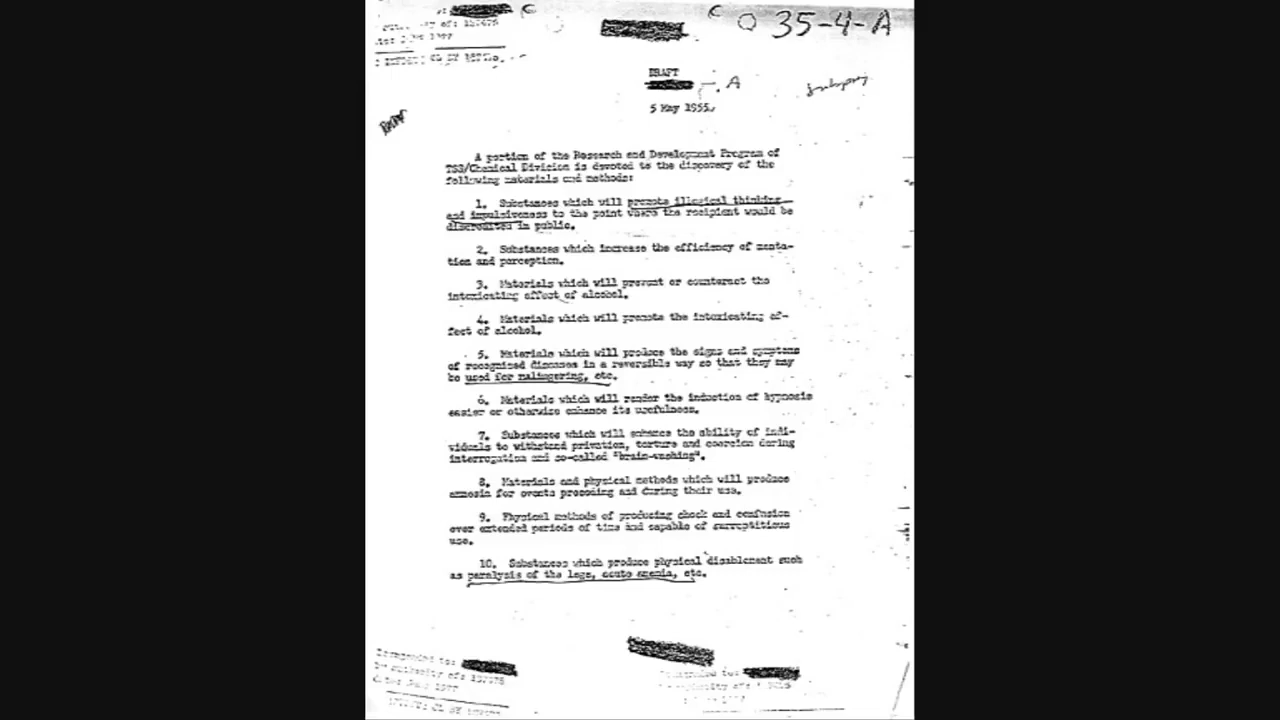 35-4-A
DRAFT
A
5 May 1955
A portion of the Research and Development Program of
TSS/Chemical Division is devoted to the discovery of the
following materials and methods:
1. Substances which will promote illogical thinking
and impulsiveness to the point where the recipient would be
discredited in public.
2. Substances which increase the efficiency of menta-
tion and perception.
3. Materials which will prevent or counteract the
intoxicating effect of alcohol.
4. Materials which will promote the intoxicating ef-
fect of alcohol.
5. Materials which will produce the signs and symptoms
of recognized diseases in a reversible way so that they may
be used for malingering, etc.
6. Materials which will render the induction of hypnosis
easier or otherwise enhance its usefulness.
7. Substances which will enhance the ability of indi-
viduals to withstand privation, torture and coercion during
interrogation and so-called "brain-washing".
8. Materials and physical methods which will produce
amnesia for events preceding and during their use.
9. Physical methods of producing shock and confusion
over extended periods of time and capable of surreptitious
use.
10. Substances which produce physical disablement such
as paralysis of the legs, acute anemia, etc.